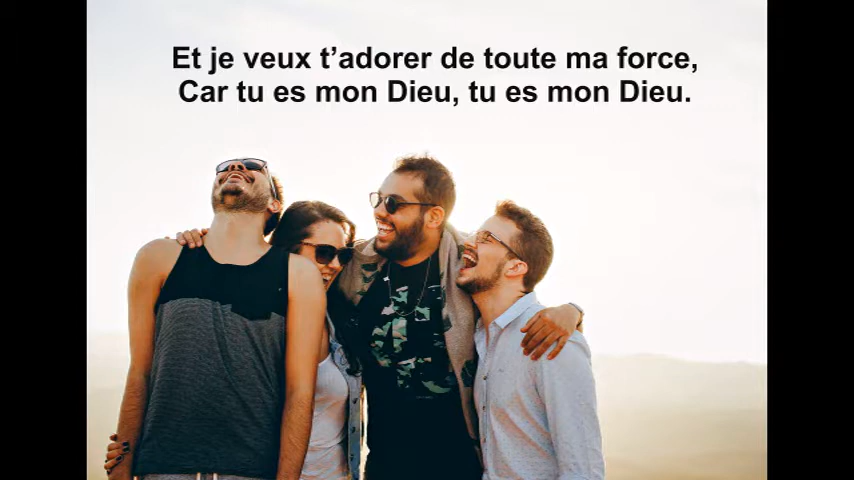 Et je veux t’adorer de toute ma force,
Car tu es mon Dieu, tu es mon Dieu.